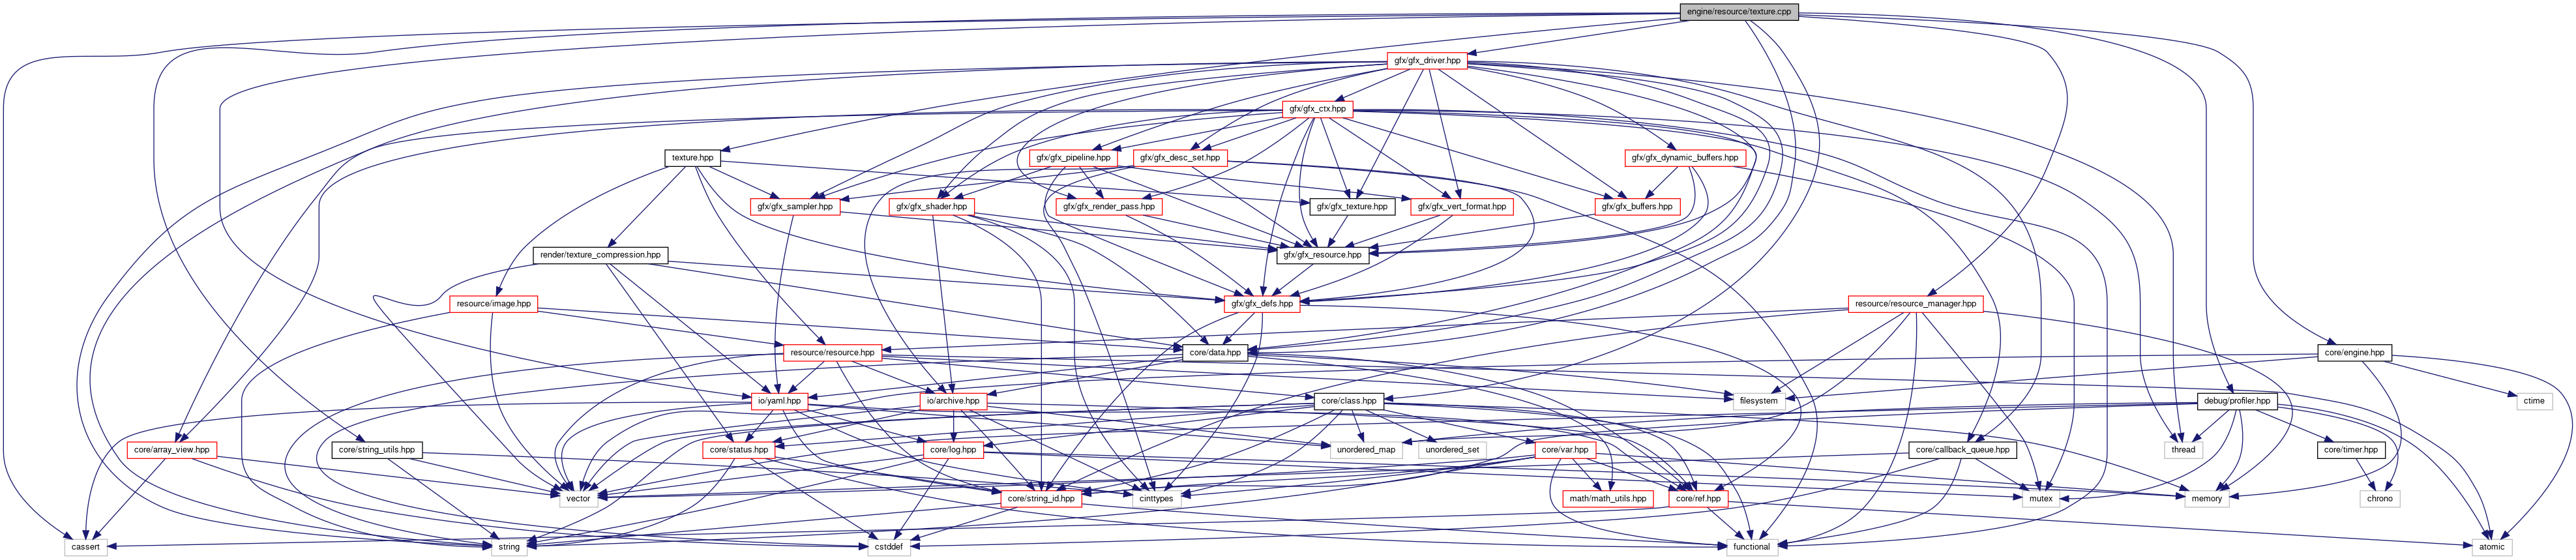 engine/resource/texture.cpp
gfx/gfx_driver.hpp
gfx/gfx_ctx.hpp
texture.hpp
gfx/gfx_pipeline.hpp
gfx/gfx_desc_set.hpp
gfx/gfx_dynamic_buffers.hpp
gfx/gfx_sampler.hpp
gfx/gfx_shader.hpp
gfx/gfx_render_pass.hpp
gfx/gfx_texture.hpp
gfx/gfx_vert_format.hpp
gfx/gfx_buffers.hpp
render/texture_compression.hpp
gfx/gfx_resource.hpp
resource/image.hpp
gfx/gfx_defs.hpp
resource/resource_manager.hpp
resource/resource.hpp
core/data.hpp
core/engine.hpp
io/yaml.hpp
io/archive.hpp
core/class.hpp
filesystem
debug/profiler.hpp
ctime
core/array_view.hpp
core/string_utils.hpp
core/status.hpp
core/log.hpp
unordered_map
unordered_set
core/var.hpp
core/callback_queue.hpp
thread
core/timer.hpp
vector
core/string_id.hpp
cinttypes
math/math_utils.hpp
core/ref.hpp
mutex
memory
chrono
cassert
string
cstddef
functional
atomic